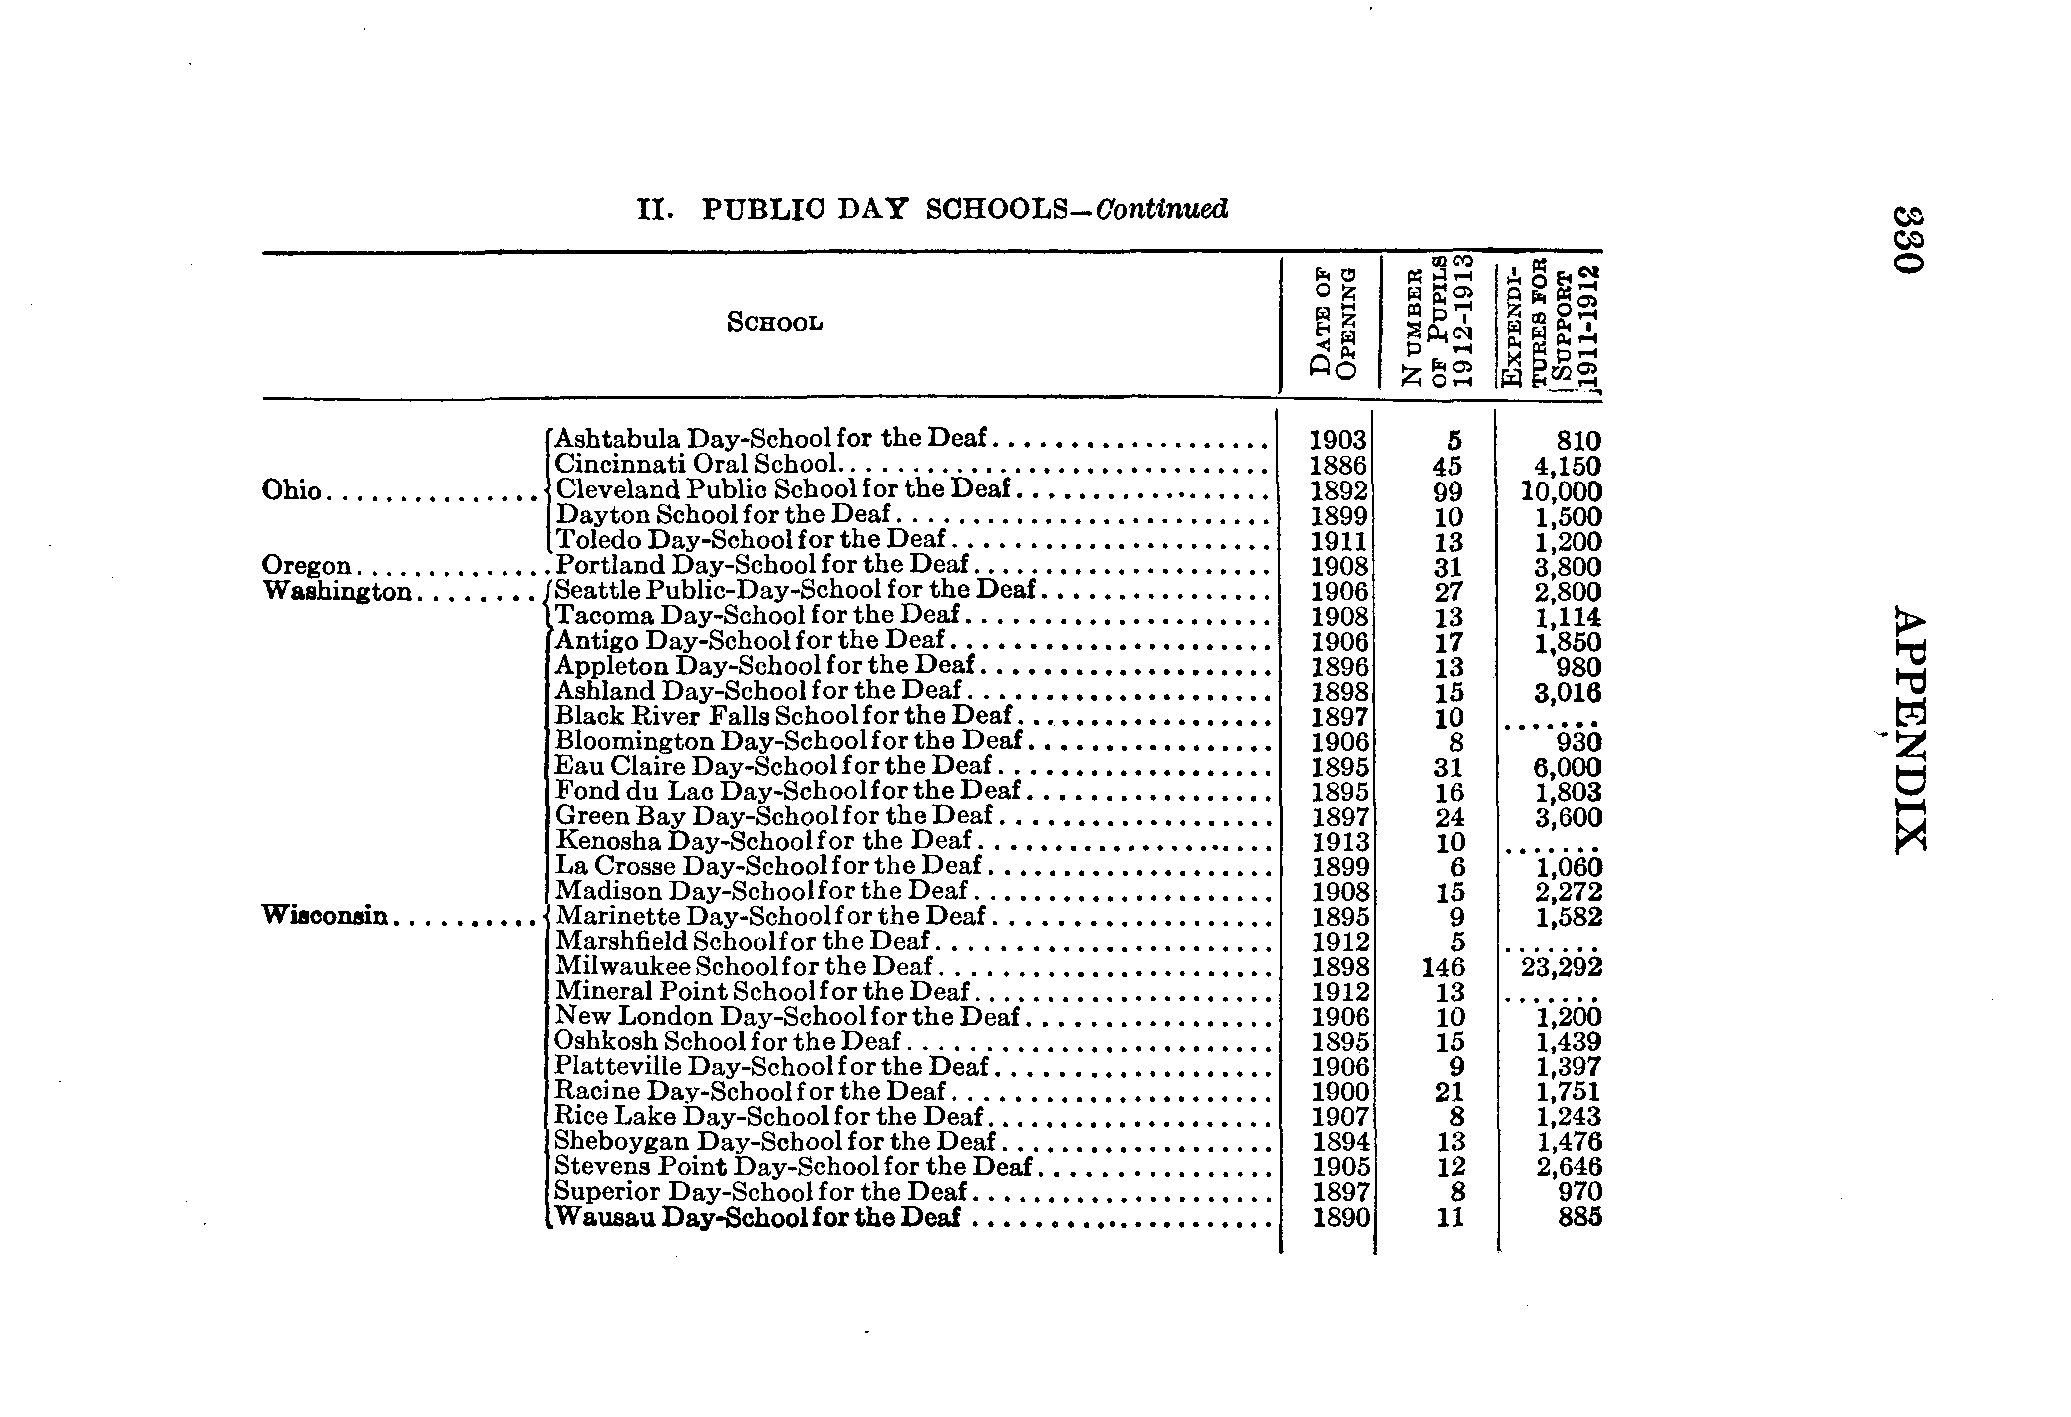 330 APPENDIX
II. PUBLIC DAY SCHOOLS—Continued
SCHOOL
DATE OF OPENING
NUMBER OF PUPILS 1912-1913
EXPENDI-TURES FOR SUPPORT 1911-1912
Ashtabula Day-School for the Deaf 1903 5 810
Cincinnati Oral School 1886 45 4,150
Ohio Cleveland Public School for the Deaf 1892 99 10,000
Dayton School for the Deaf 1899 10 1,500
Toledo Day-School for the Deaf 1911 13 1,200
Oregon Portland Day-School for the Deaf 1908 31 3,800
Washington Seattle Public-Day-School for the Deaf 1906 27 2,800
Tacoma Day-School for the Deaf 1908 13 1,114
Antigo Day-School for the Deaf 1906 17 1,850
Appleton Day-School for the Deaf 1896 13 980
Ashland Day-School for the Deaf 1898 15 3,016
Black River Falls School for the Deaf 1897 10 .......
Bloomington Day-School for the Deaf 1906 8 930
Eau Claire Day-School for the Deaf 1895 31 6,000
Fond du Lac Day-School for the Deaf 1895 16 1,803
Green Bay Day-School for the Deaf 1897 24 3,600
Kenosha Day-School for the Deaf 1913 10 .......
La Crosse Day-School for the Deaf 1899 6 1,060
Madison Day-School for the Deaf 1908 15 2,272
Wisconsin Marinette Day-School for the Deaf 1895 9 1,582
Marshfield School for the Deaf 1912 5 .......
Milwaukee School for the Deaf 1898 146 23,292
Mineral Point School for the Deaf 1912 13 .......
New London Day-School for the Deaf 1906 10 1,200
Oshkosh School for the Deaf 1895 15 1,439
Platteville Day-School for the Deaf 1906 9 1,397
Racine Day-School for the Deaf 1900 21 1,751
Rice Lake Day-School for the Deaf 1907 8 1,243
Sheboygan Day-School for the Deaf 1894 13 1,476
Stevens Point Day-School for the Deaf 1905 12 2,646
Superior Day-School for the Deaf 1897 8 970
Wausau Day-School for the Deaf 1890 11 885